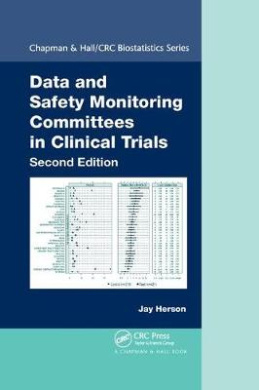 Chapman & Hall/CRC Biostatistics Series
Data and
Safety Monitoring
Committees
in Clinical Trials
Second Edition
Jay Herson
CRC Press
Taylor & Francis Group
A CHAPMAN & HALL BOOK